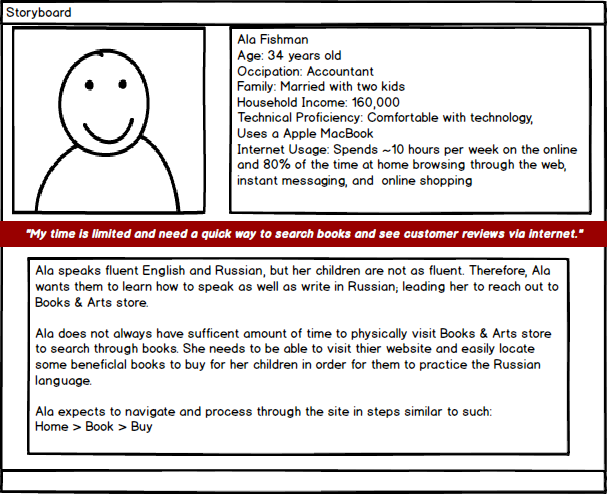 Storyboard
Ala Fishman
Age: 34 years old
Occipation: Accountant
Family: Married with two kids
Household Income: 160,000
Technical Proficiency: Comfortable with technology,
Uses a Apple MacBook
Internet Usage: Spends ~10 hours per week on the online
and 80% of the time at home browsing through the web,
instant messaging, and online shopping
"My time is limited and need a quick way to search books and see customer reviews via internet."
Ala speaks fluent English and Russian, but her children are not as fluent. Therefore, Ala
wants them to learn how to speak as well as write in Russian; leading her to reach out to
Books & Arts store.
Ala does not always have sufficent amount of time to physically visit Books & Arts store
to search through books. She needs to be able to visit thier website and easily locate
some beneficlal books to buy for her children in order for them to practice the Russian
language.
Ala expects to navigate and process through the site in steps similar to such:
Home > Book > Buy